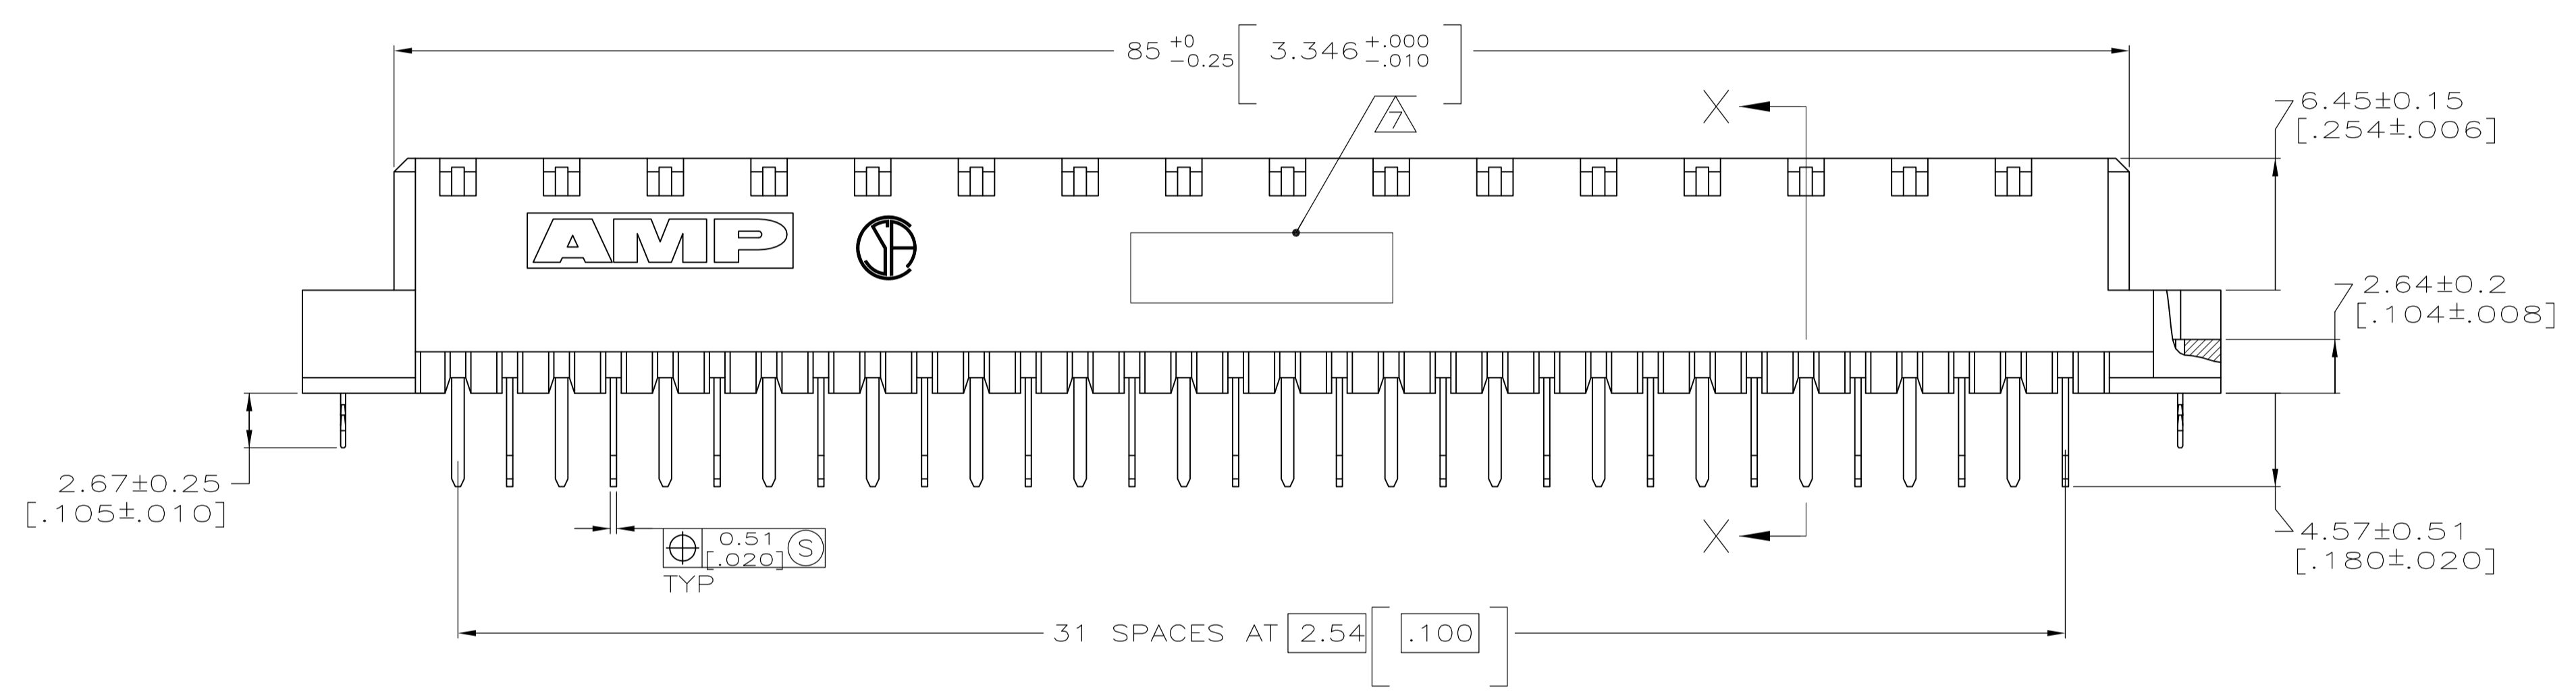 85 +0 -0.25 [3.346 +.000 -.010]
7
X
6.45±0.15
[.254±.006]
AMP
2.64±0.2
[.104±.008]
2.67±0.25
[.105±.010]
0.51
[.020] S
TYP
X
4.57±0.51
[.180±.020]
31 SPACES AT 2.54 [.100]